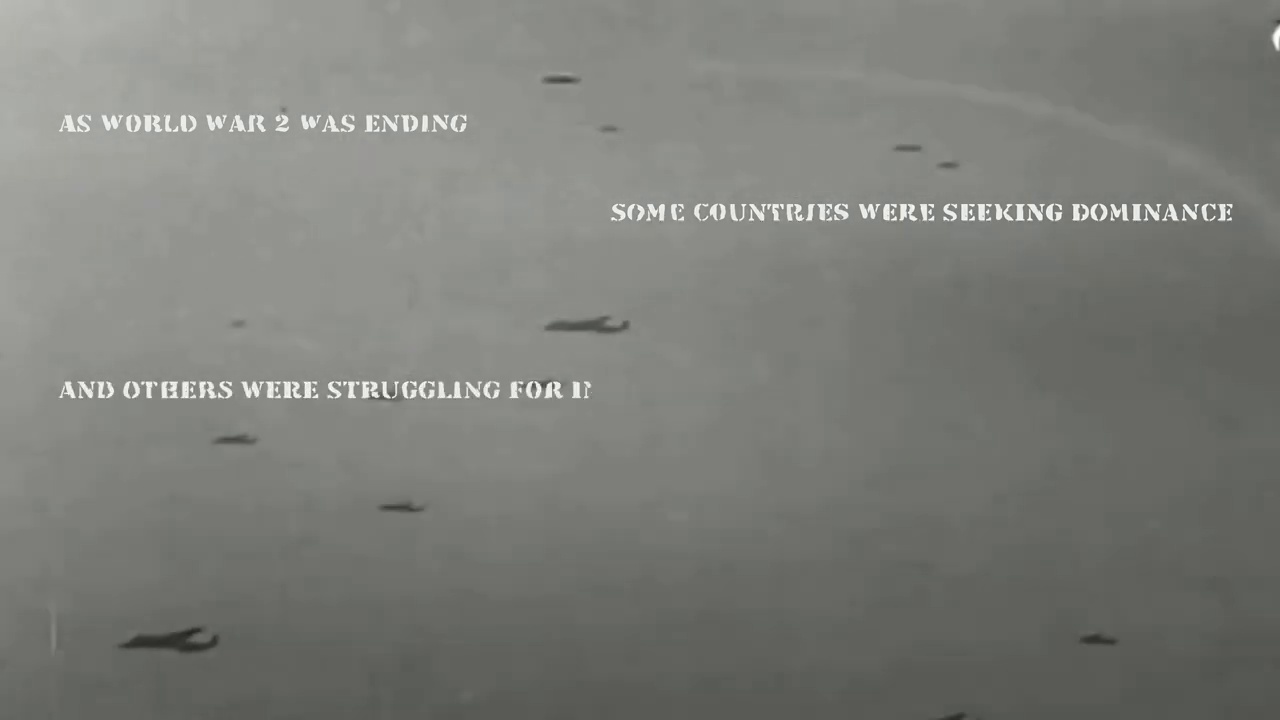 AS WORLD WAR 2 WAS ENDING
SOME COUNTRIES WERE SEEKING DOMINANCE
AND OTHERS WERE STRUGGLING FOR